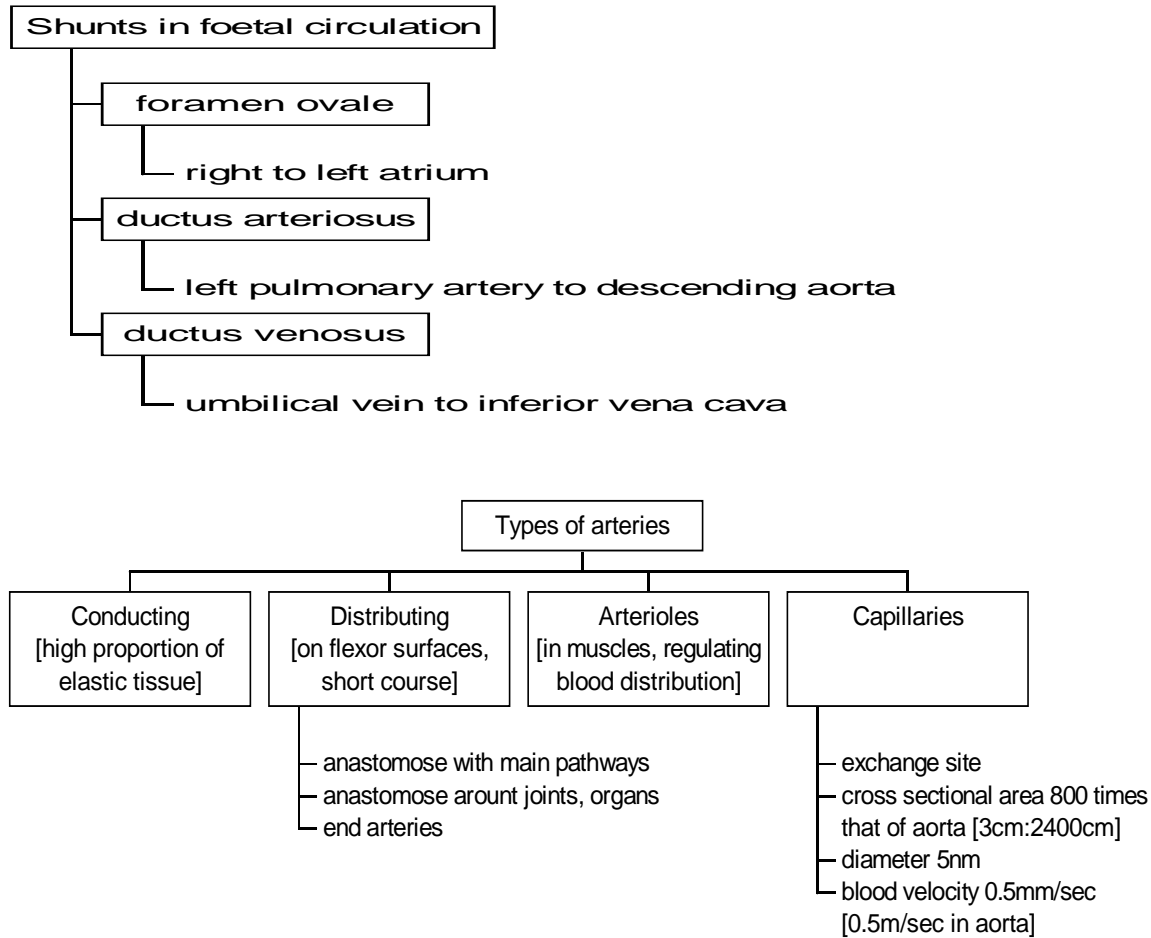 Shunts in foetal circulation
foramen ovale
right to left atrium
ductus arteriosus
left pulmonary artery to descending aorta
ductus venosus
umbilical vein to inferior vena cava
Types of arteries
Conducting
[high proportion of
elastic tissue]
Distributing
[on flexor surfaces,
short course]
anastomose with main pathways
anastomose arount joints, organs
end arteries
Arterioles
[in muscles, regulating
blood distribution]
Capillaries
exchange site
cross sectional area 800 times
that of aorta [3cm:2400cm]
diameter 5nm
blood velocity 0.5mm/sec
[0.5m/sec in aorta]